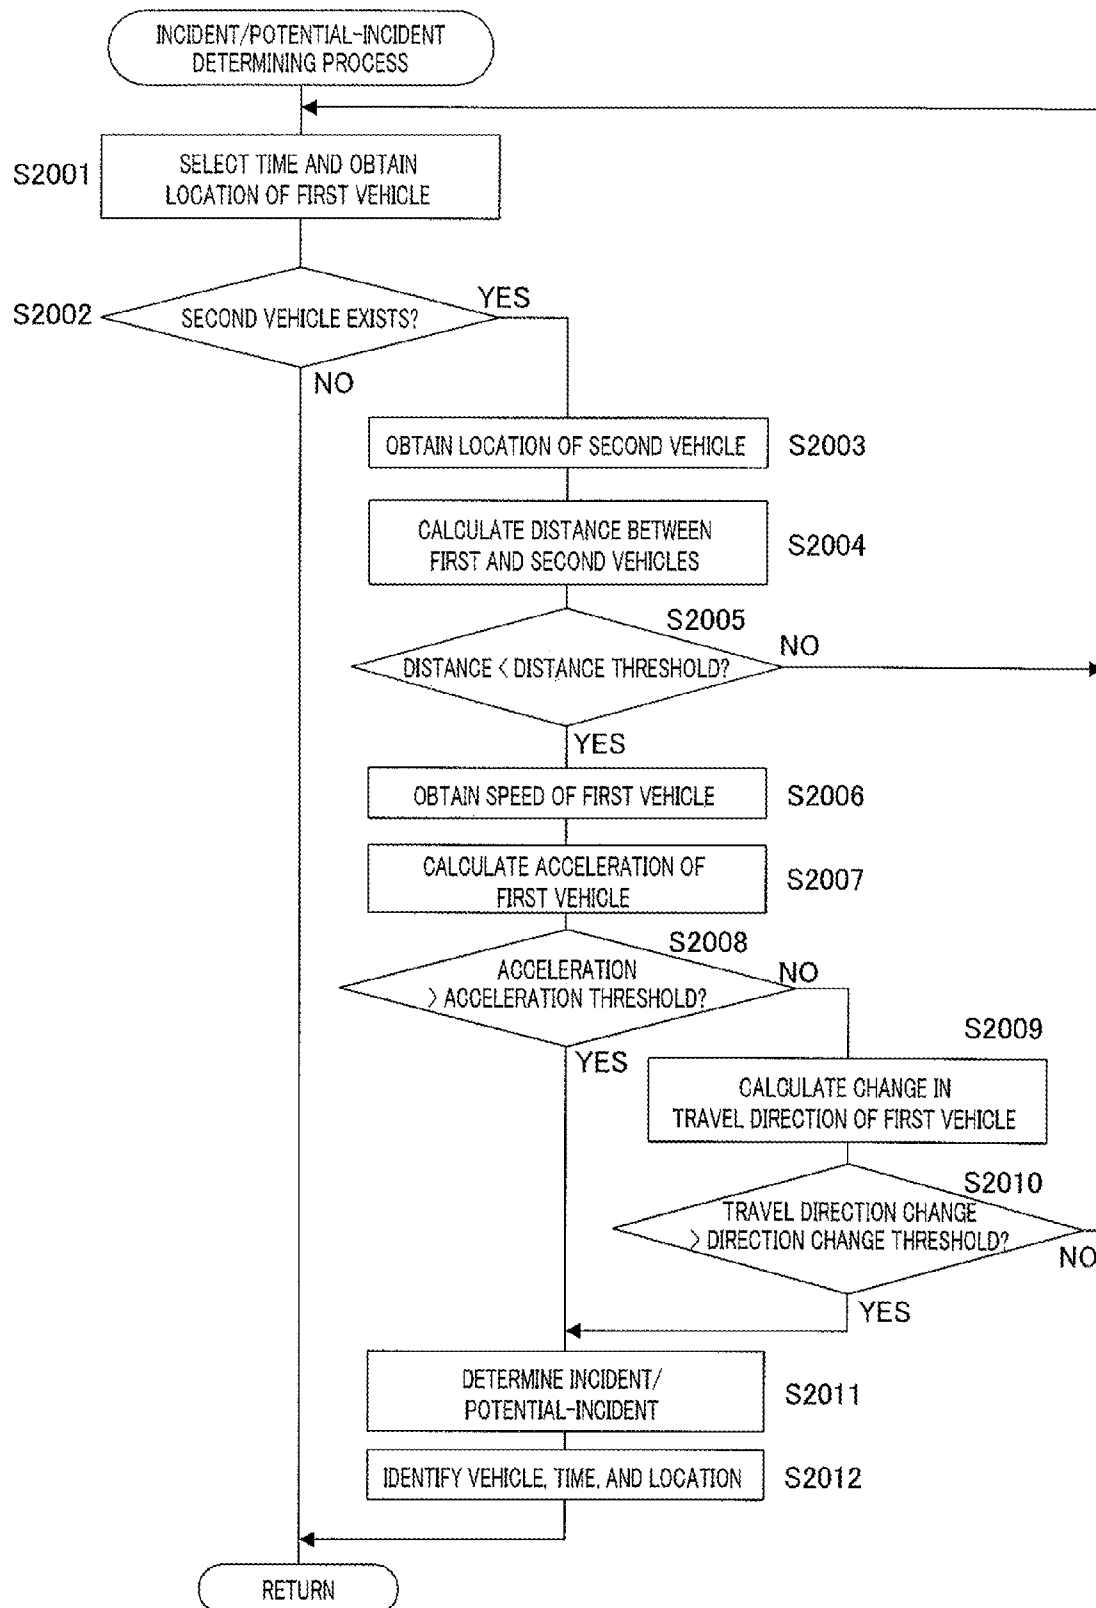 INCIDENT/POTENTIAL-INCIDENT
DETERMINING PROCESS
S2001
SELECT TIME AND OBTAIN
LOCATION OF FIRST VEHICLE
S2002
SECOND VEHICLE EXISTS?
YES
NO
OBTAIN LOCATION OF SECOND VEHICLE
S2003
CALCULATE DISTANCE BETWEEN
FIRST AND SECOND VEHICLES
S2004
S2005
DISTANCE < DISTANCE THRESHOLD?
NO
YES
OBTAIN SPEED OF FIRST VEHICLE
S2006
CALCULATE ACCELERATION OF
FIRST VEHICLE
S2007
S2008
ACCELERATION
> ACCELERATION THRESHOLD?
NO
YES
S2009
CALCULATE CHANGE IN
TRAVEL DIRECTION OF FIRST VEHICLE
S2010
TRAVEL DIRECTION CHANGE
> DIRECTION CHANGE THRESHOLD?
NO
YES
DETERMINE INCIDENT/
POTENTIAL-INCIDENT
S2011
IDENTIFY VEHICLE, TIME, AND LOCATION
S2012
RETURN